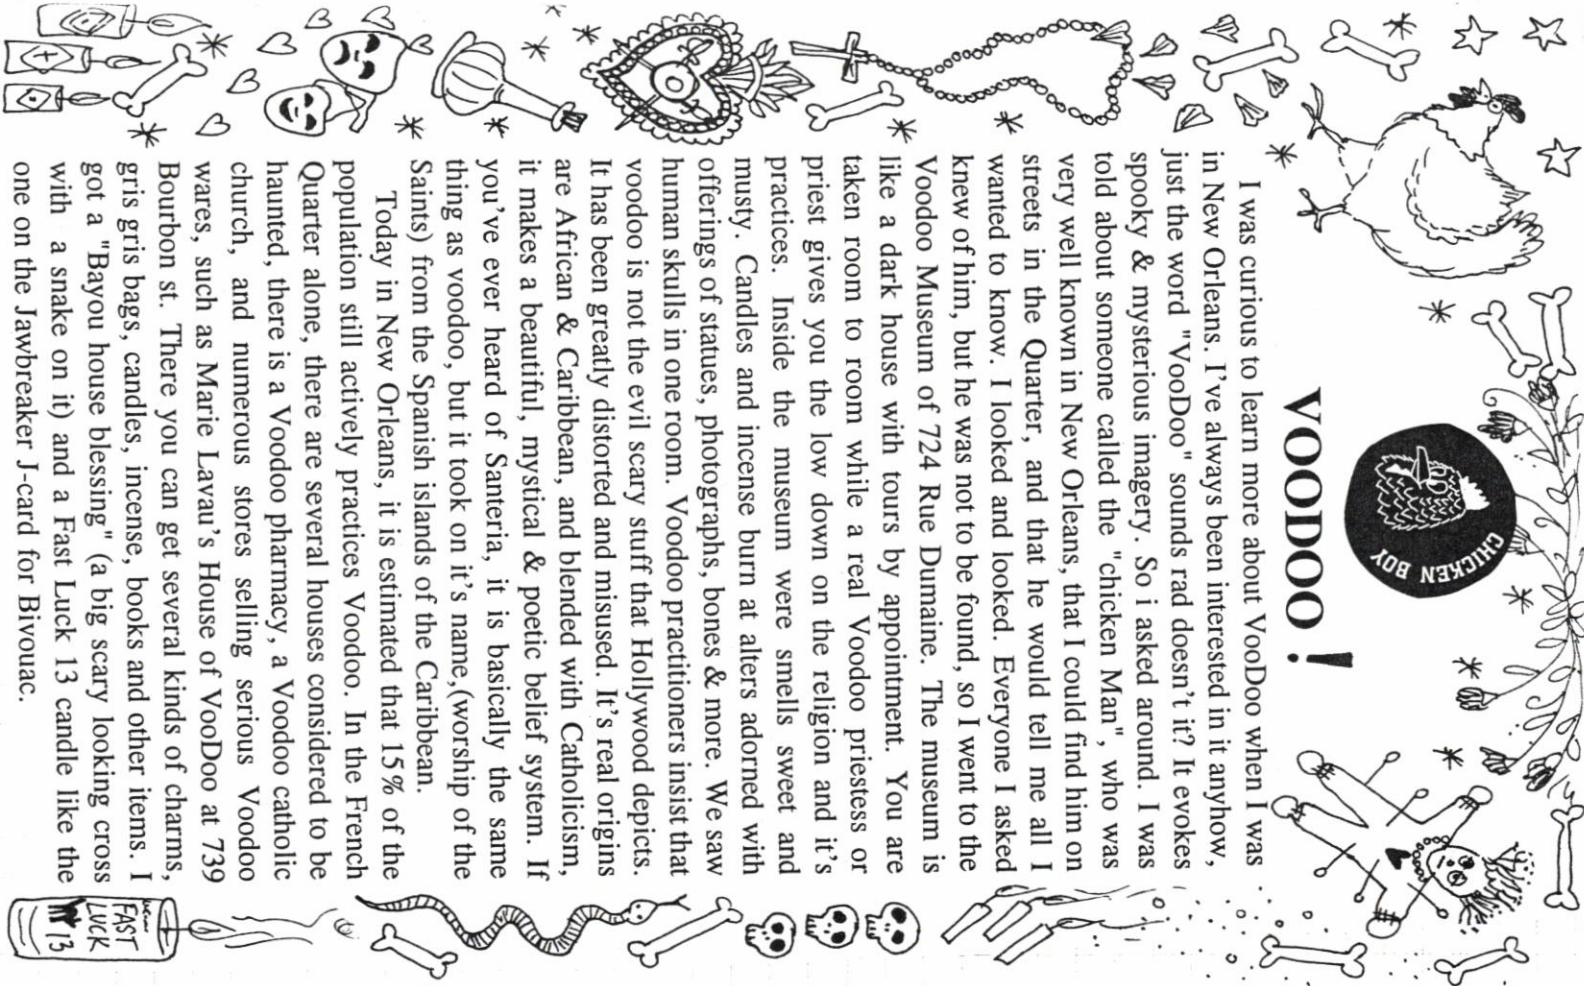 CHICKEN BOY
VOODOO !
I was curious to learn more about VooDoo when I was
in New Orleans. I've always been interested in it anyhow,
just the word "VooDoo" sounds rad doesn't it? It evokes
spooky & mysterious imagery. So i asked around. I was
told about someone called the "chicken Man", who was
very well known in New Orleans, that I could find him on
streets in the Quarter, and that he would tell me all I
wanted to know. I looked and looked. Everyone I asked
knew of him, but he was not to be found, so I went to the
Voodoo Museum of 724 Rue Dumaine. The museum is
like a dark house with tours by appointment. You are
taken room to room while a real Voodoo priestess or
priest gives you the low down on the religion and it's
practices. Inside the museum were smells sweet and
musty. Candles and incense burn at alters adorned with
offerings of statues, photographs, bones & more. We saw
human skulls in one room. Voodoo practitioners insist that
voodoo is not the evil scary stuff that Hollywood depicts.
It has been greatly distorted and misused. It's real origins
are African & Caribbean, and blended with Catholicism,
it makes a beautiful, mystical & poetic belief system. If
you've ever heard of Santeria, it is basically the same
thing as voodoo, but it took on it's name,(worship of the
Saints) from the Spanish islands of the Caribbean.
Today in New Orleans, it is estimated that 15% of the
population still actively practices Voodoo. In the French
Quarter alone, there are several houses considered to be
haunted, there is a Voodoo pharmacy, a Voodoo catholic
church, and numerous stores selling serious Voodoo
wares, such as Marie Lavau's House of VooDoo at 739
Bourbon st. There you can get several kinds of charms,
gris gris bags, candles, incense, books and other items. I
got a "Bayou house blessing" (a big scary looking cross
with a snake on it) and a Fast Luck 13 candle like the
one on the Jawbreaker J-card for Bivouac.
FAST
LUCK
13